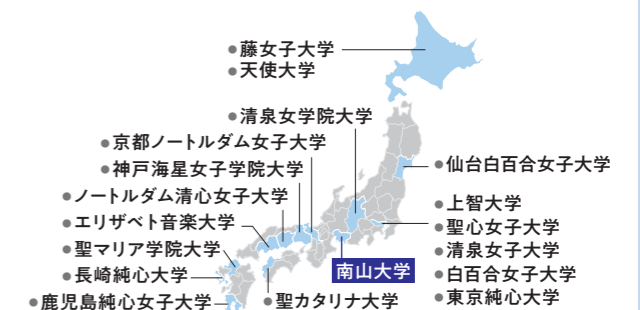 ●藤女子大学
●天使大学
●清泉女学院大学
●京都ノートルダム女子大学
●神戸海星女子学院大学
●ノートルダム清心女子大学
●エリザベト音楽大学
●聖マリア学院大学
●長崎純心大学
●鹿児島純心女子大学
●聖カタリナ大学
南山大学
●仙台白百合女子大学
●上智大学
●聖心女子大学
●清泉女子大学
●白百合女子大学
●東京純心大学